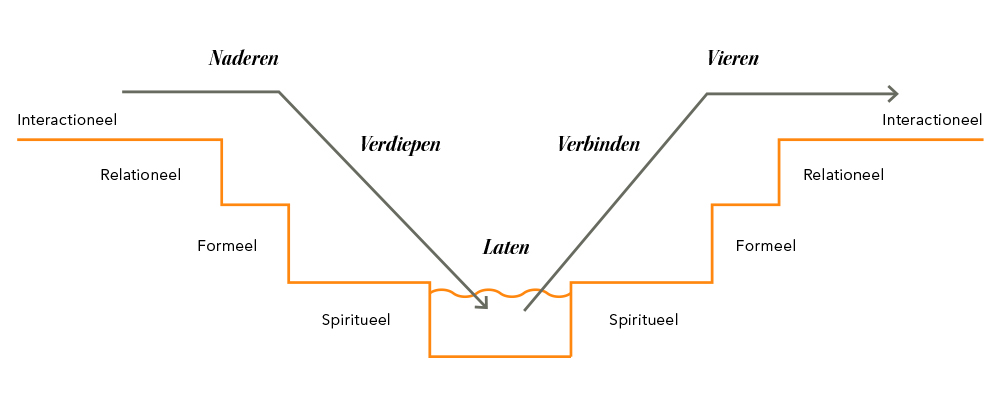 Naderen
Vieren
Interactioneel
Interactioneel
Verdiepen
Verbinden
Relationeel
Relationeel
Formeel
Laten
Formeel
Spiritueel
Spiritueel